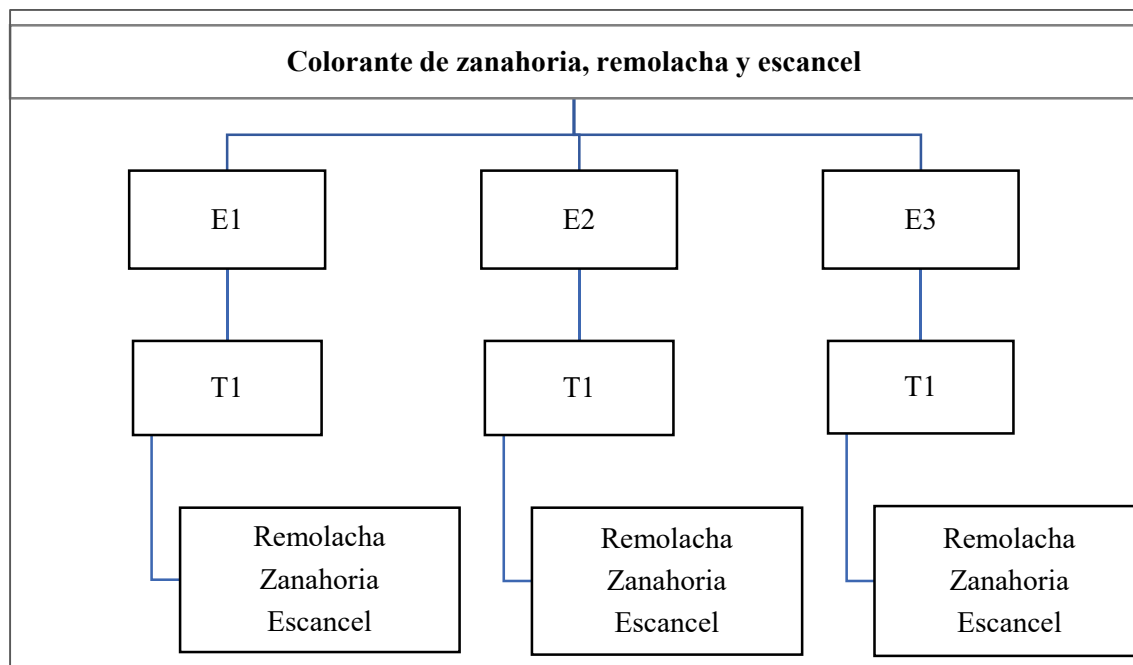 Colorante de zanahoria, remolacha y escancel
E1
E2
E3
T1
T1
T1
Remolacha
Zanahoria
Escancel
Remolacha
Zanahoria
Escancel
Remolacha
Zanahoria
Escancel